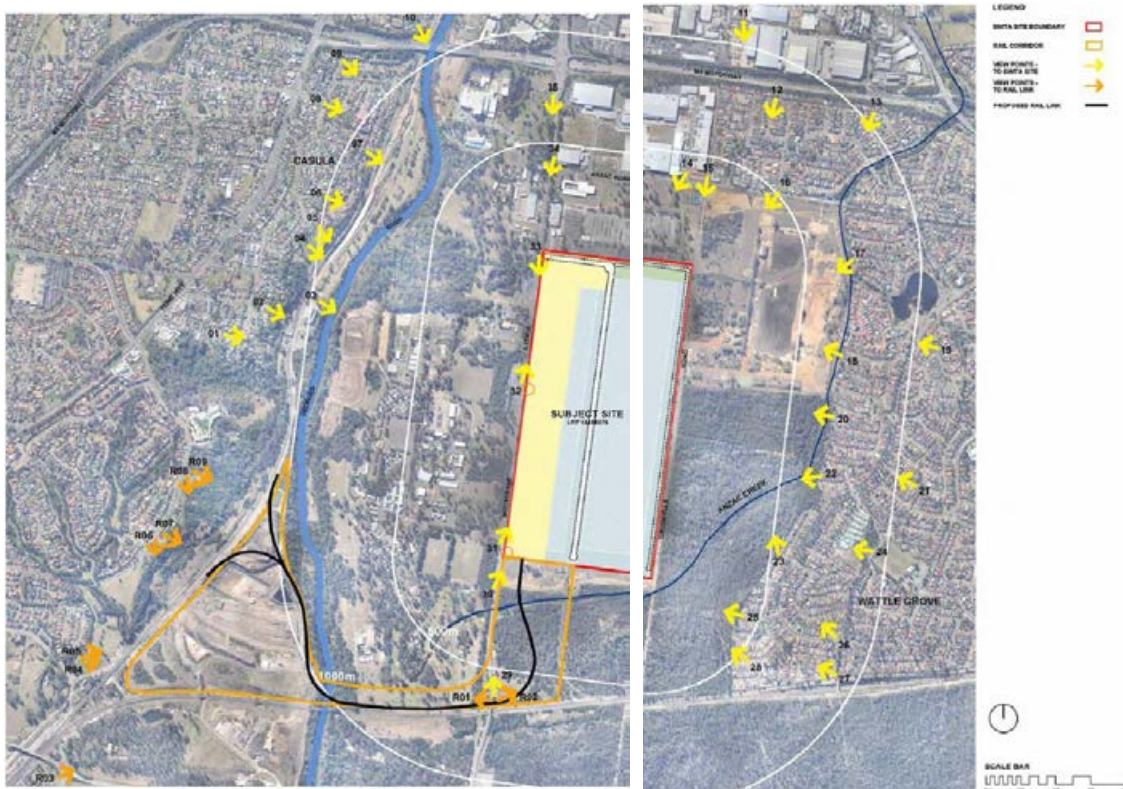 LEGEND
SIMTA SITE BOUNDARY
RAIL CORRIDOR
VIEW POINTS -
TO SIMTA SITE
VIEW POINTS -
TO RAIL LINK
PROPOSED RAIL LINK
10
11
09
08
12
13
CASULA
07
35
34
14
15
16
06
05
04
33
17
02
03
01
18
19
32
SUBJECT SITE
20
R09
R08
22
21
ANZAC CREEK
R07
R06
31
23
24
30
WATTLE GROVE
25
26
R05
R04
28
27
1000m
29
R01
R02
R03
SCALE BAR